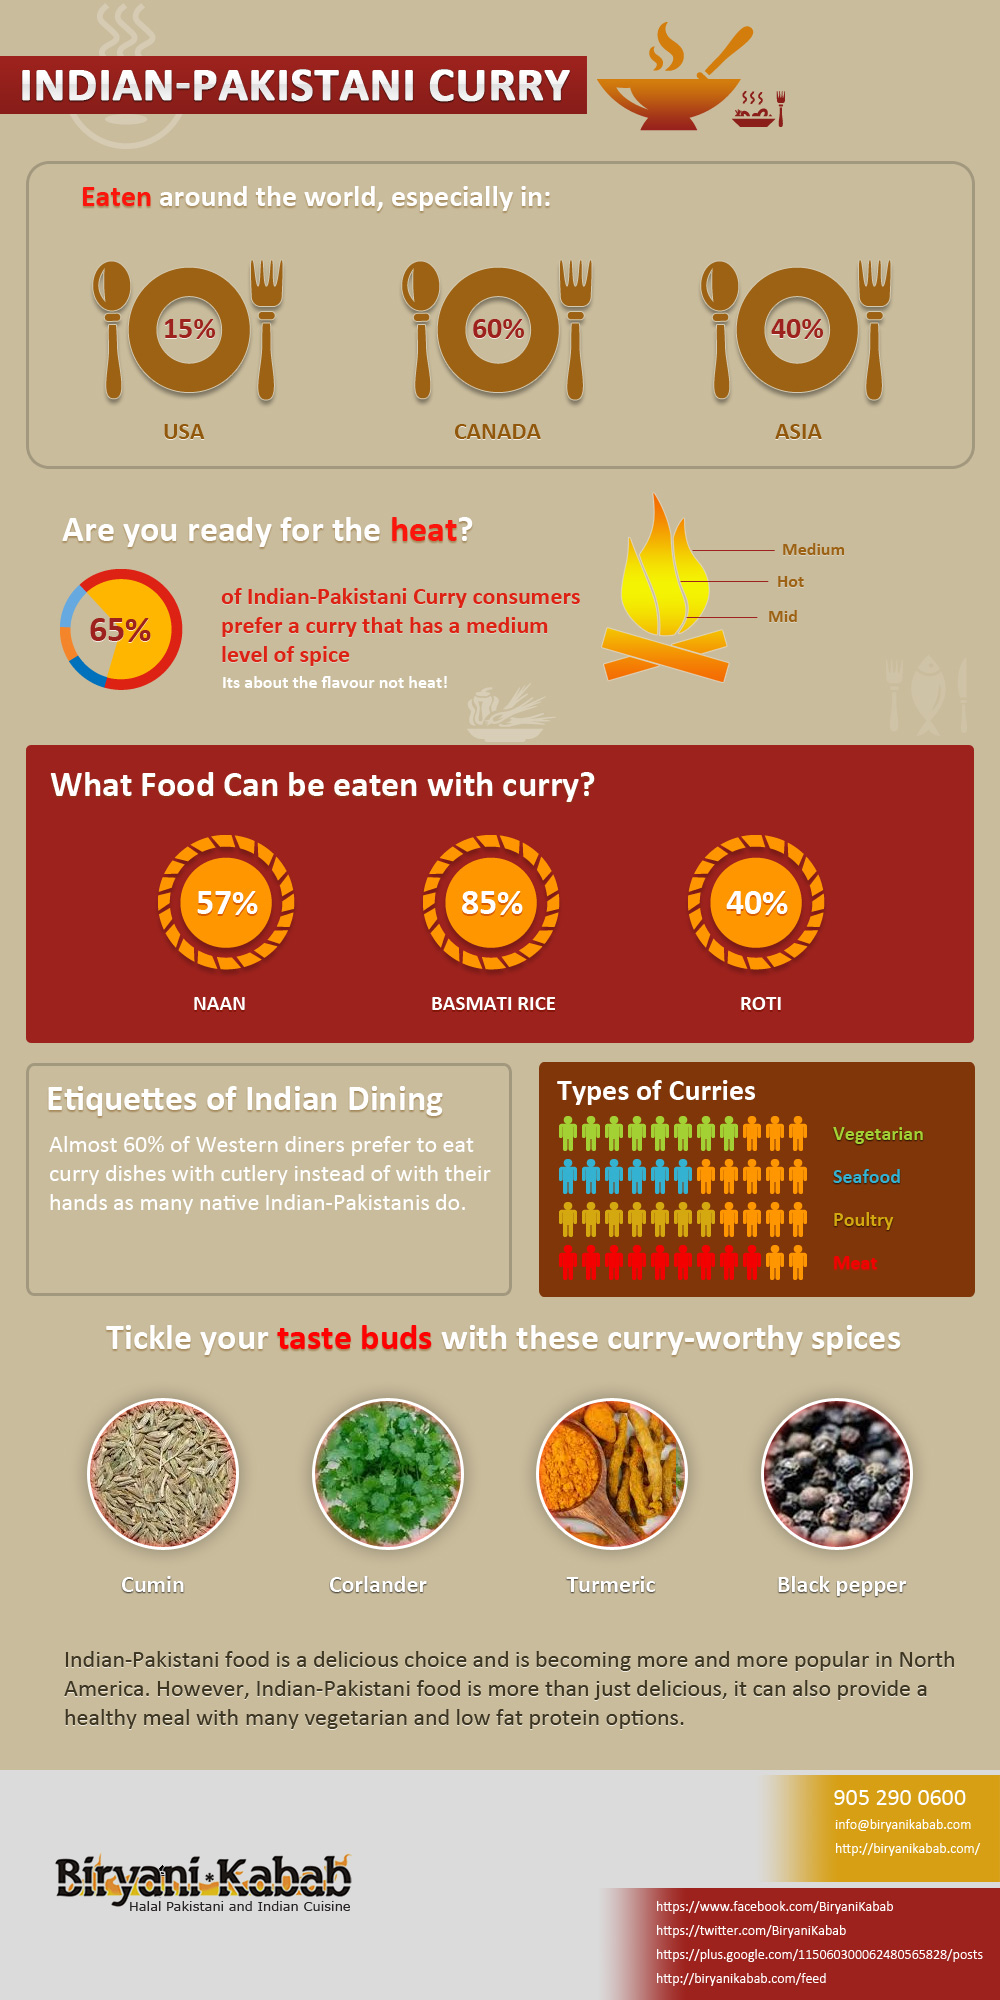 INDIAN-PAKISTANI CURRY
Eaten around the world, especially in:
15%
60%
40%
USA
CANADA
ASIA
Are you ready for the heat?
65%
of Indian-Pakistani Curry consumers
prefer a curry that has a medium
level of spice
Its about the flavour not heat!
Medium
Hot
Mid
What Food Can be eaten with curry?
57%
85%
40%
NAAN
BASMATI RICE
ROTI
Etiquettes of Indian Dining
Almost 60% of Western diners prefer to eat
curry dishes with cutlery instead of with their
hands as many native Indian-Pakistanis do.
Types of Curries
Vegetarian
Seafood
Poultry
Meat
Tickle your taste buds with these curry-worthy spices
Cumin
Corlander
Turmeric
Black pepper
Indian-Pakistani food is a delicious choice and is becoming more and more popular in North
America. However, Indian-Pakistani food is more than just delicious, it can also provide a
healthy meal with many vegetarian and low fat protein options.
Biryani*Kabab
Halal Pakistani and Indian Cuisine
905 290 0600
info@biryanikabab.com
http://biryanikabab.com/
https://www.facebook.com/BiryaniKabab
https://twitter.com/BiryaniKabab
https://plus.google.com/115060300062480565828/posts
http://biryanikabab.com/feed